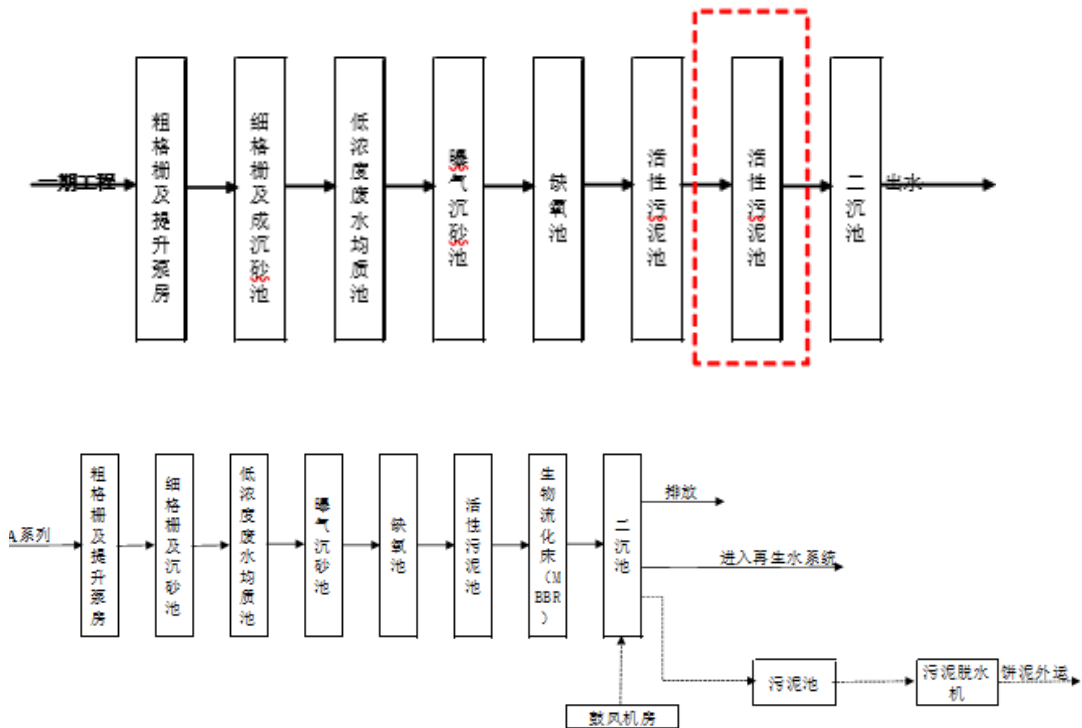 一期工程
粗格栅及提升泵房
细格栅及成沉砂池
低浓度废水均质池
曝气沉砂池
缺氧池
活性污泥池
活性污泥池
二沉池
出水
A系列
粗格栅及提升泵房
细格栅及沉砂池
低浓度废水均质池
曝气沉砂池
缺氧池
活性污泥池
生物流化床（MBBR）
二沉池
排放
进入再生水系统
污泥池
污泥脱水机
饼泥外运
鼓风机房